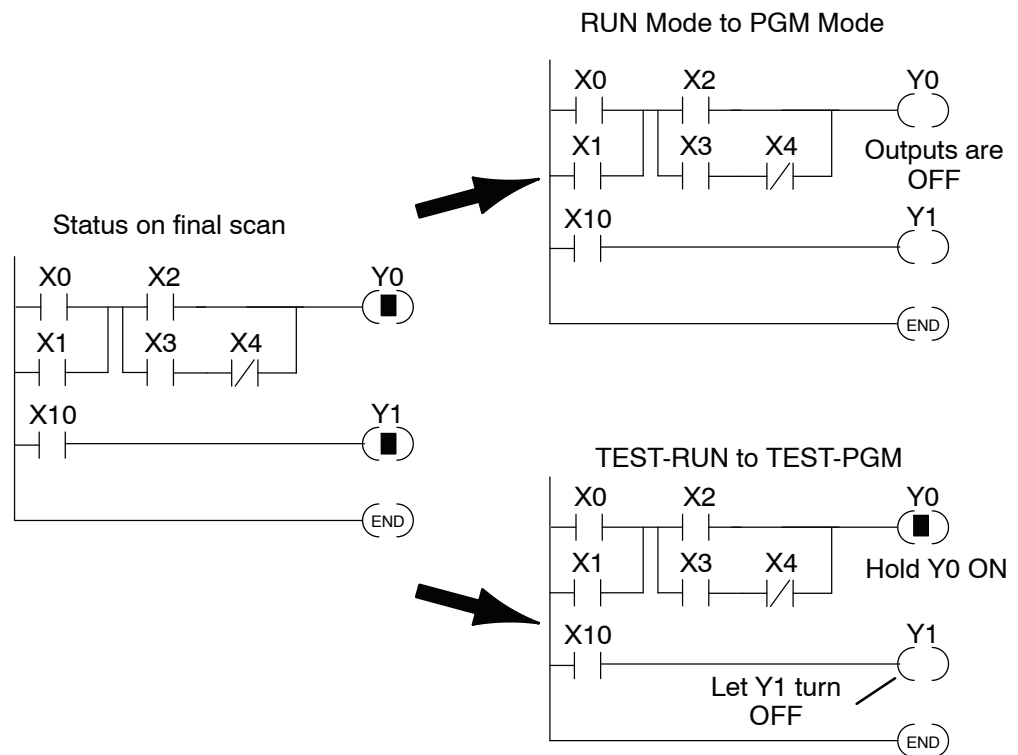 RUN Mode to PGM Mode
X0 X2 Y0
X1 X3 X4
Outputs are
OFF
X10 Y1
END
Status on final scan
X0 X2 Y0
X1 X3 X4
X10 Y1
END
TEST-RUN to TEST-PGM
X0 X2 Y0
X1 X3 X4
Hold Y0 ON
X10 Y1
Let Y1 turn
OFF
END